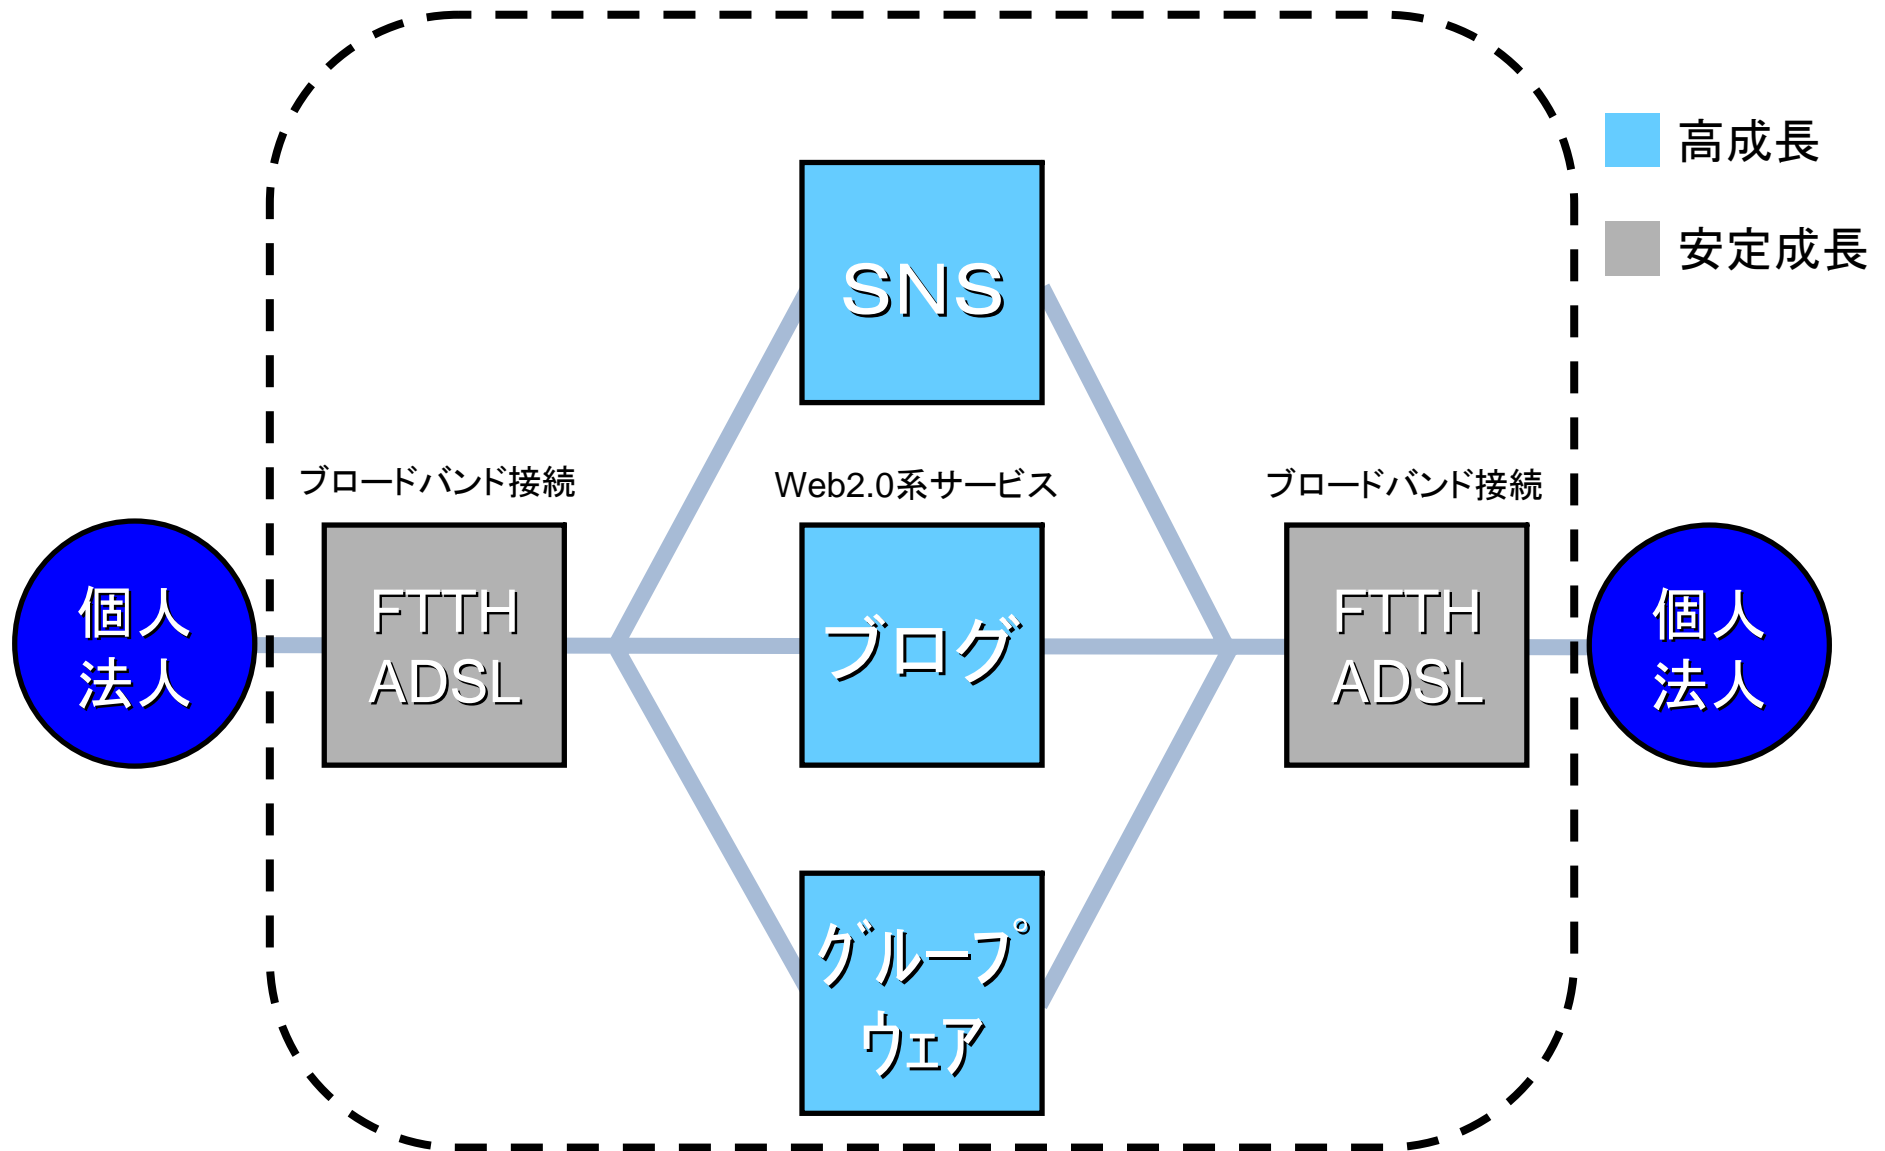 高成長
安定成長
SNS
ブロードバンド接続
Web2.0系サービス
ブロードバンド接続
個人
法人
FTTH
ADSL
ブログ
FTTH
ADSL
個人
法人
グループ
ウェア